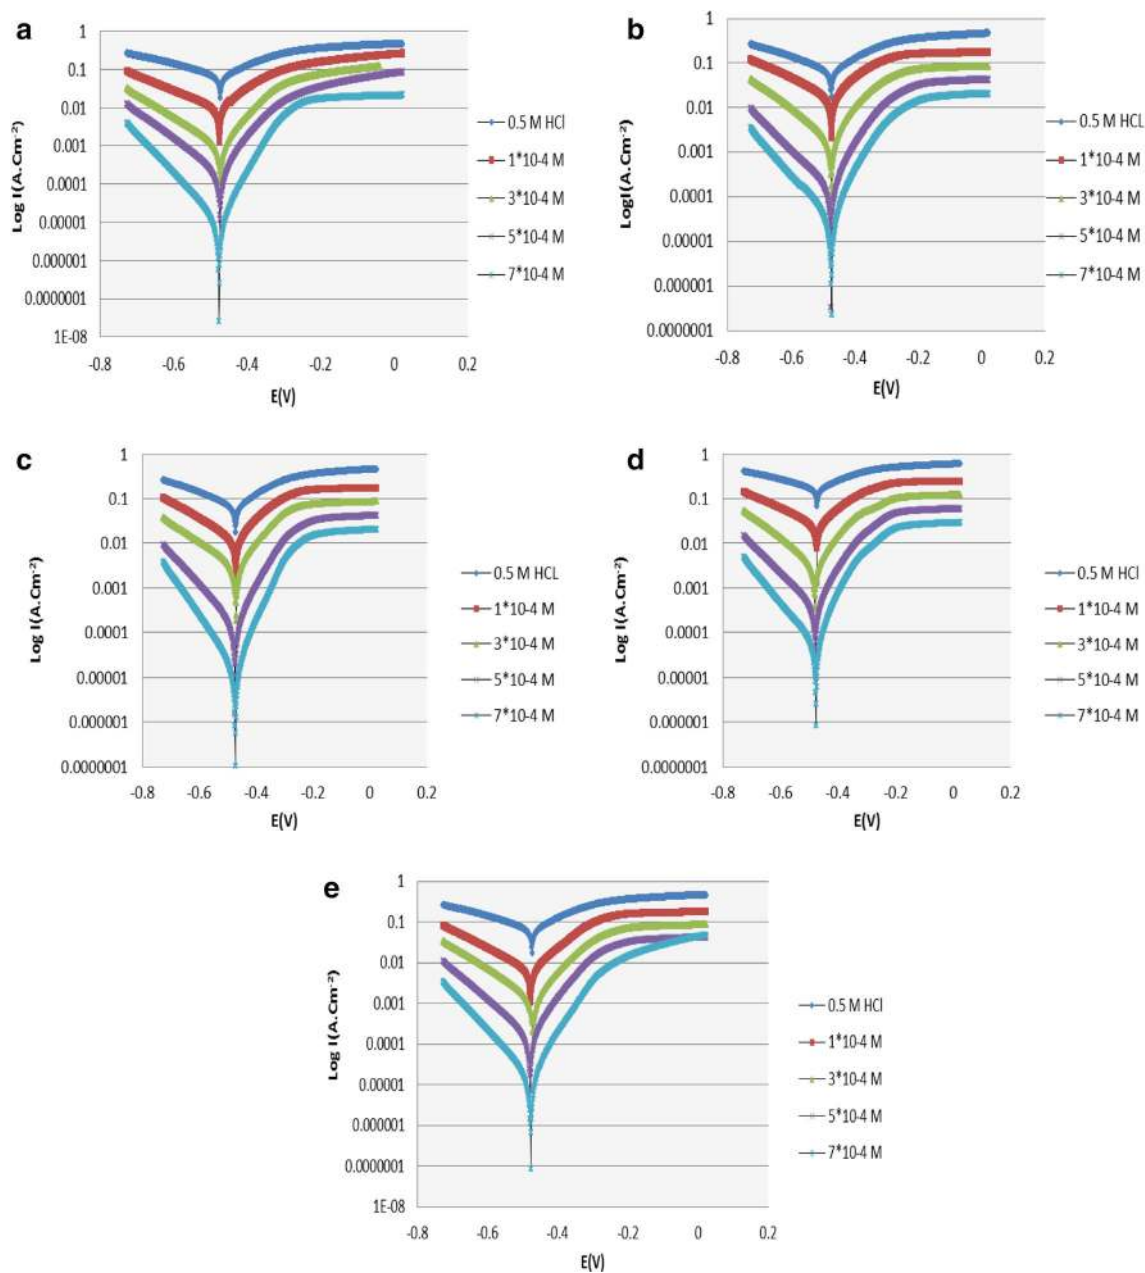 a
1
0.1
0.01
0.001
0.0001
0.00001
0.000001
0.0000001
1E-08
Log I(A.Cm-2)
-0.8 -0.6 -0.4 -0.2 0 0.2
E(V)
0.5 M HCl
1*10-4 M
3*10-4 M
5*10-4 M
7*10-4 M
b
1
0.1
0.01
0.001
0.0001
0.00001
0.000001
0.0000001
LogI(A.Cm-2)
-0.8 -0.6 -0.4 -0.2 0 0.2
E(V)
0.5 M HCL
1*10-4 M
3*10-4 M
5*10-4 M
7*10-4 M
c
1
0.1
0.01
0.001
0.0001
0.00001
0.000001
0.0000001
Log I(A.Cm-2)
-0.8 -0.6 -0.4 -0.2 0 0.2
E(V)
0.5 M HCL
1*10-4 M
3*10-4 M
5*10-4 M
7*10-4 M
d
1
0.1
0.01
0.001
0.0001
0.00001
0.000001
0.0000001
Log I(A.Cm-2)
-0.8 -0.6 -0.4 -0.2 0 0.2
E(V)
0.5 M HCl
1*10-4 M
3*10-4 M
5*10-4 M
7*10-4 M
e
1
0.1
0.01
0.001
0.0001
0.00001
0.000001
0.0000001
1E-08
Log I(A.Cm-2)
-0.8 -0.6 -0.4 -0.2 0 0.2
E(V)
0.5 M HCl
1*10-4 M
3*10-4 M
5*10-4 M
7*10-4 M